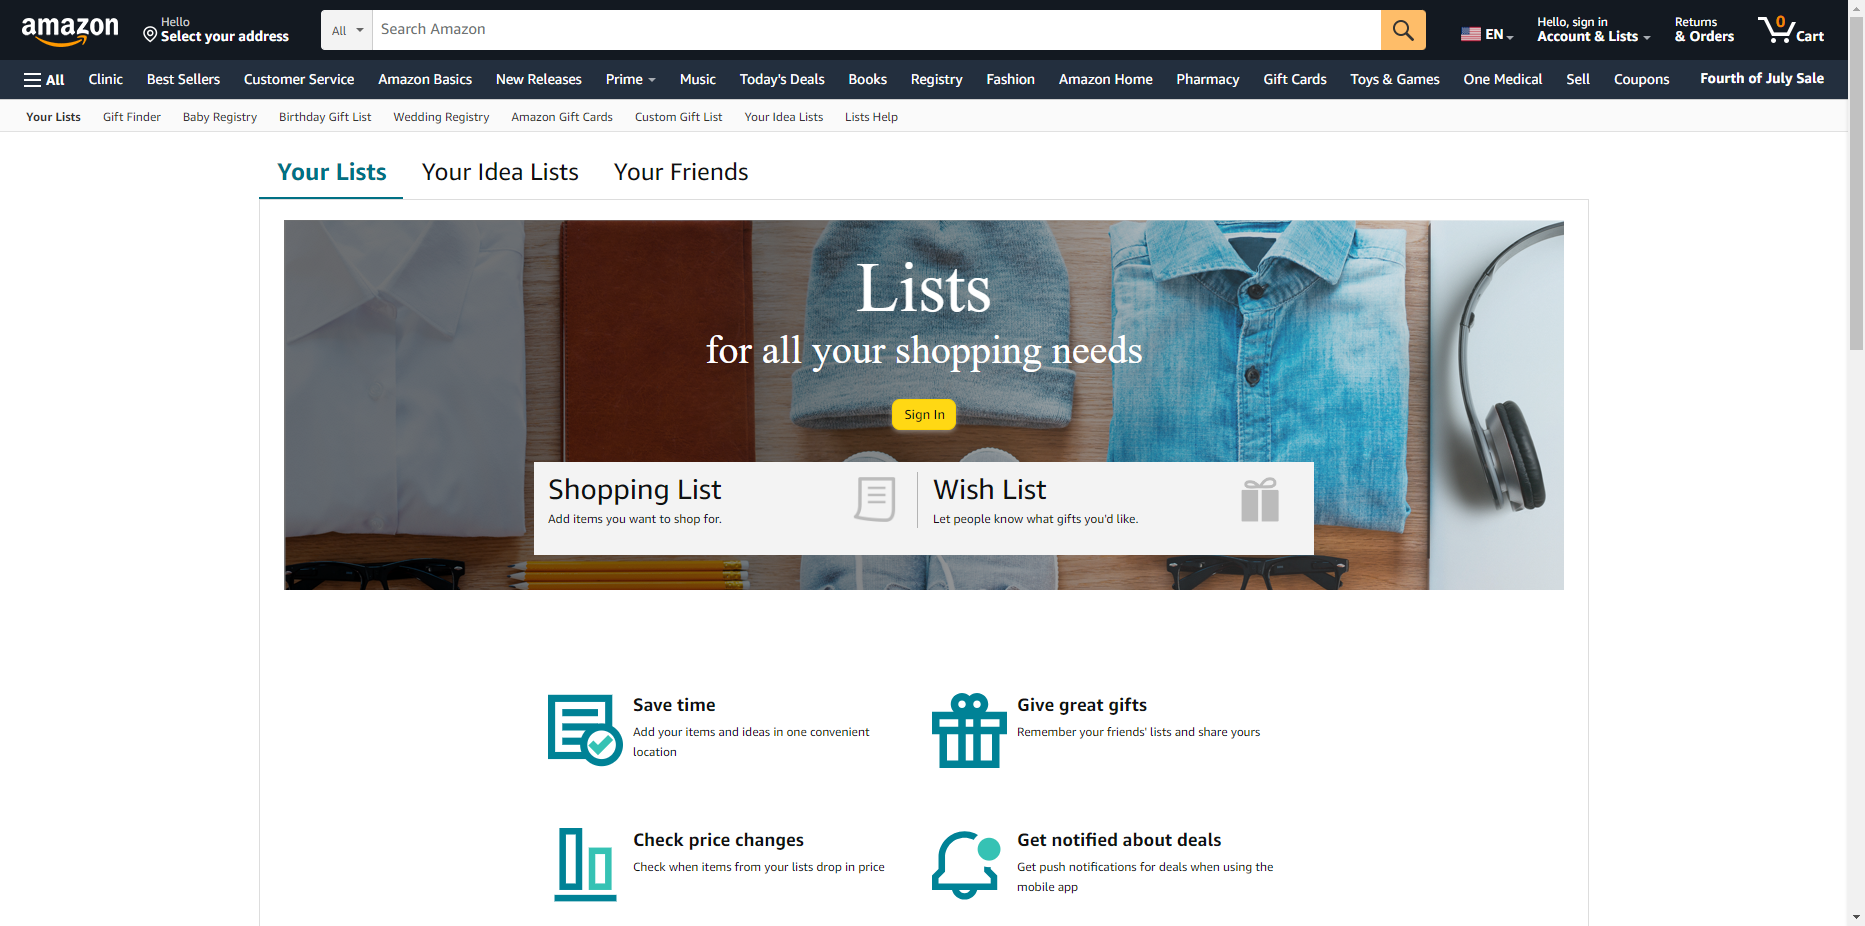 amazon
Hello
Select your address
All
Search Amazon
EN
Hello, sign in
Account & Lists
Returns
& Orders
0
Cart
All
Clinic
Best Sellers
Customer Service
Amazon Basics
New Releases
Prime
Music
Today's Deals
Books
Registry
Fashion
Amazon Home
Pharmacy
Gift Cards
Toys & Games
One Medical
Sell
Coupons
Fourth of July Sale
Your Lists
Gift Finder
Baby Registry
Birthday Gift List
Wedding Registry
Amazon Gift Cards
Custom Gift List
Your Idea Lists
Lists Help
Your Lists
Your Idea Lists
Your Friends
Lists
for all your shopping needs
Sign In
Shopping List
Add items you want to shop for.
Wish List
Let people know what gifts you'd like.
Save time
Add your items and ideas in one convenient
location
Give great gifts
Remember your friends' lists and share yours
Check price changes
Check when items from your lists drop in price
Get notified about deals
Get push notifications for deals when using the
mobile app